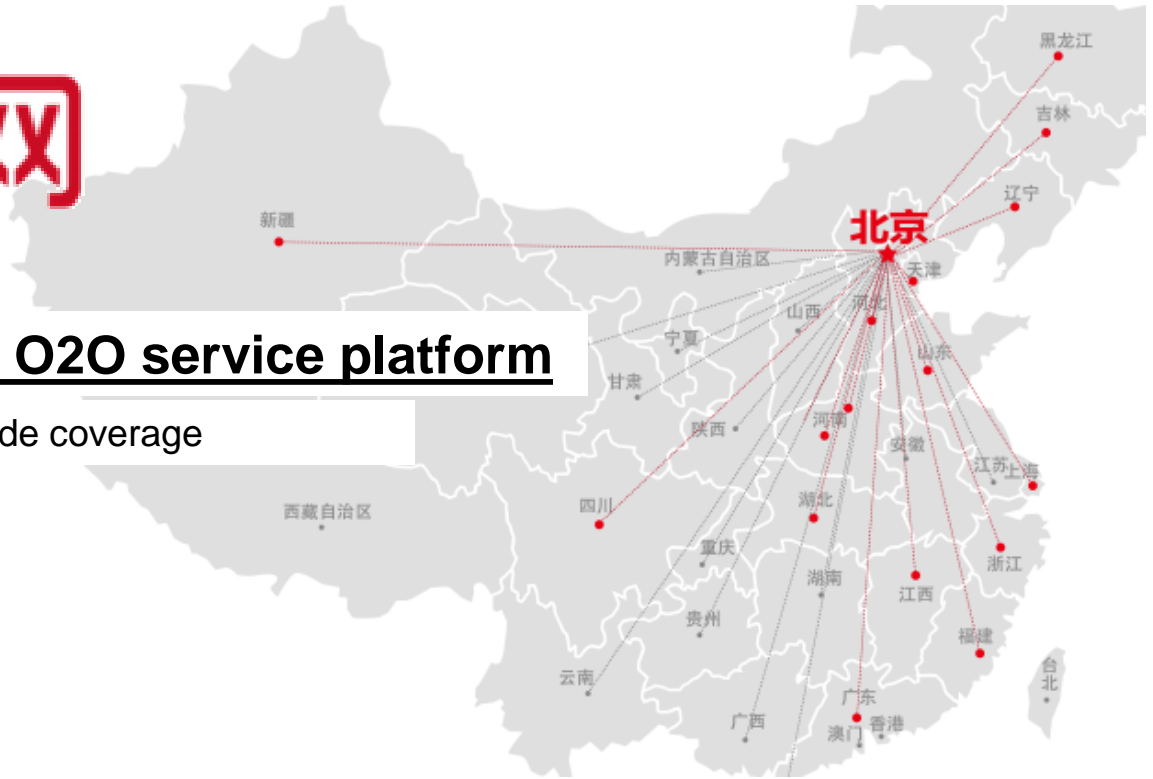 黑龙江
吉林
辽宁
北京
新疆
内蒙古自治区
天津
河北
山西
O2O service platform
宁夏
山东
甘肃
de coverage
陕西
河南
安徽
江苏
上海
四川
湖北
西藏自治区
重庆
浙江
湖南
江西
贵州
福建
云南
台北
广东
广西
香港
澳门